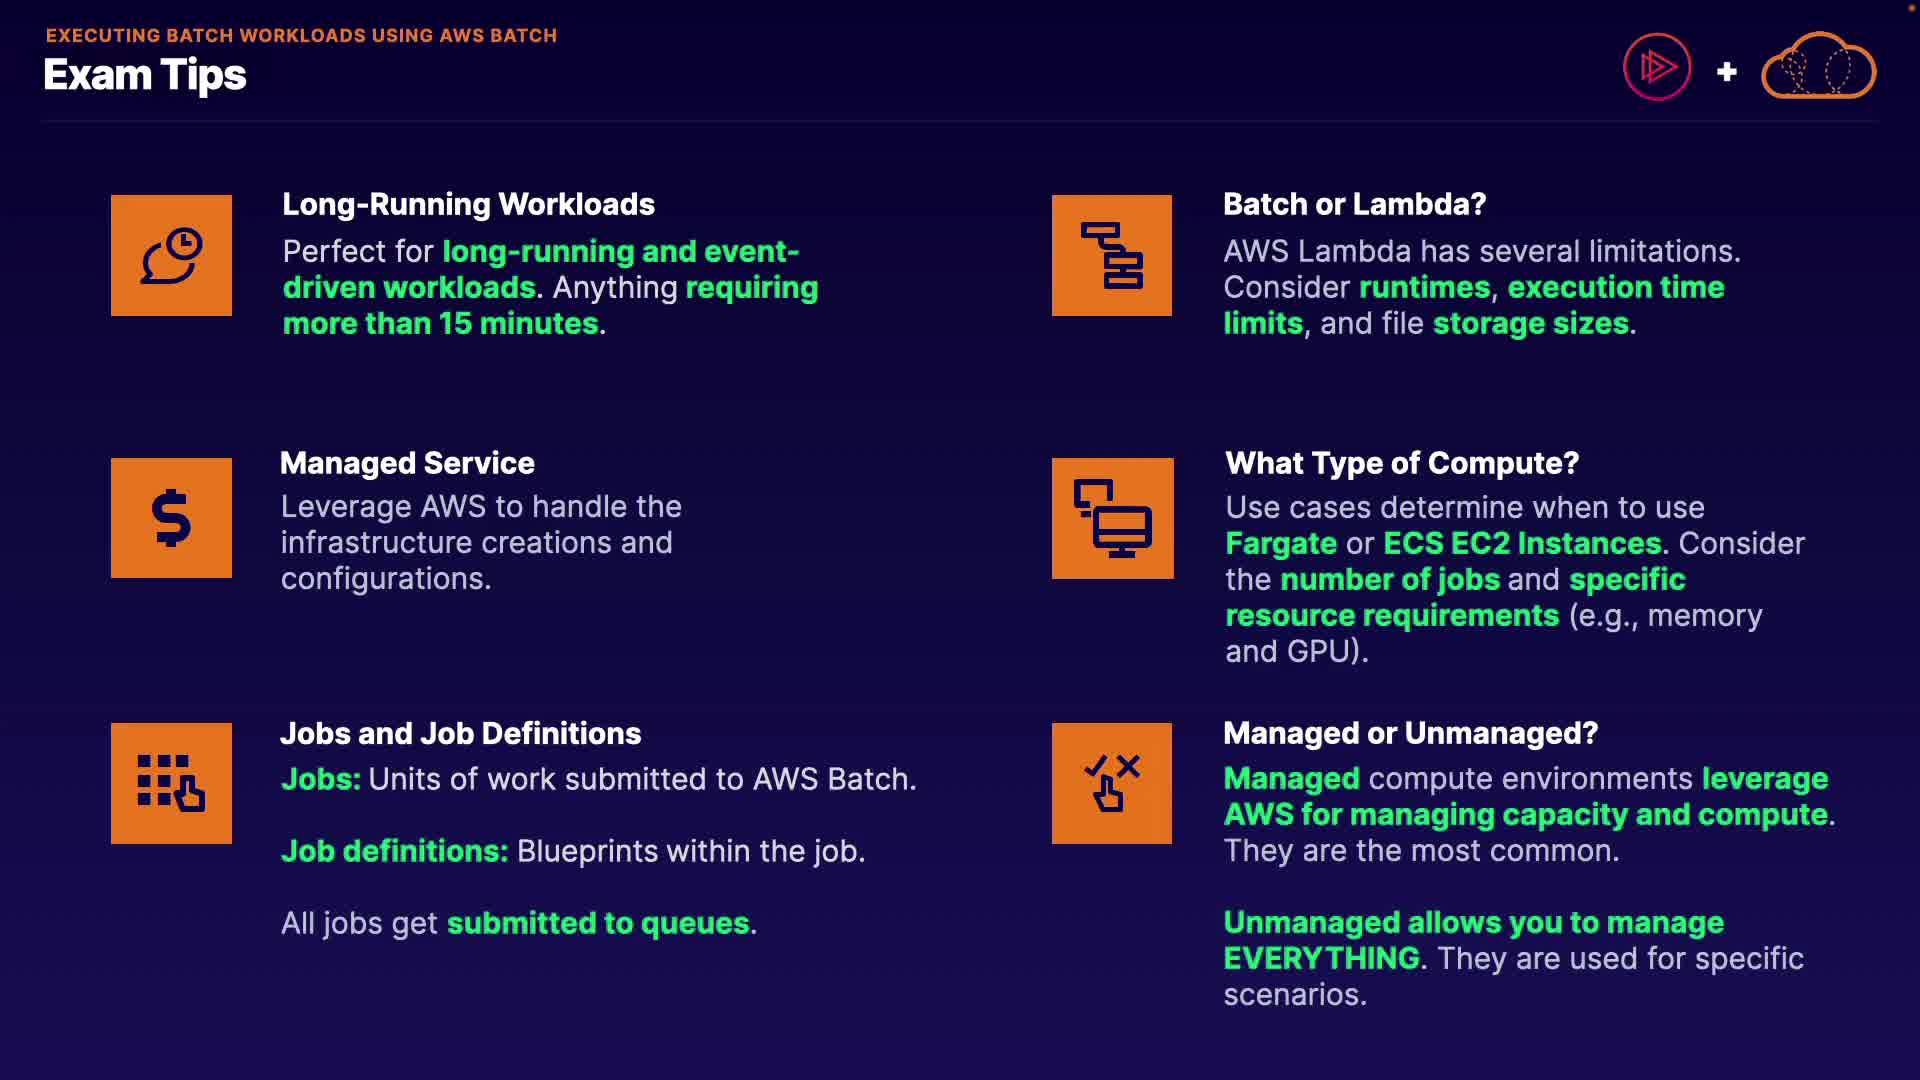 EXECUTING BATCH WORKLOADS USING AWS BATCH
Exam Tips
Long-Running Workloads
Perfect for long-running and event-
driven workloads. Anything requiring
more than 15 minutes.
Batch or Lambda?
AWS Lambda has several limitations.
Consider runtimes, execution time
limits, and file storage sizes.
Managed Service
Leverage AWS to handle the
infrastructure creations and
configurations.
What Type of Compute?
Use cases determine when to use
Fargate or ECS EC2 Instances. Consider
the number of jobs and specific
resource requirements (e.g., memory
and GPU).
Jobs and Job Definitions
Jobs: Units of work submitted to AWS Batch.
Job definitions: Blueprints within the job.
All jobs get submitted to queues.
Managed or Unmanaged?
Managed compute environments leverage
AWS for managing capacity and compute.
They are the most common.
Unmanaged allows you to manage
EVERYTHING. They are used for specific
scenarios.